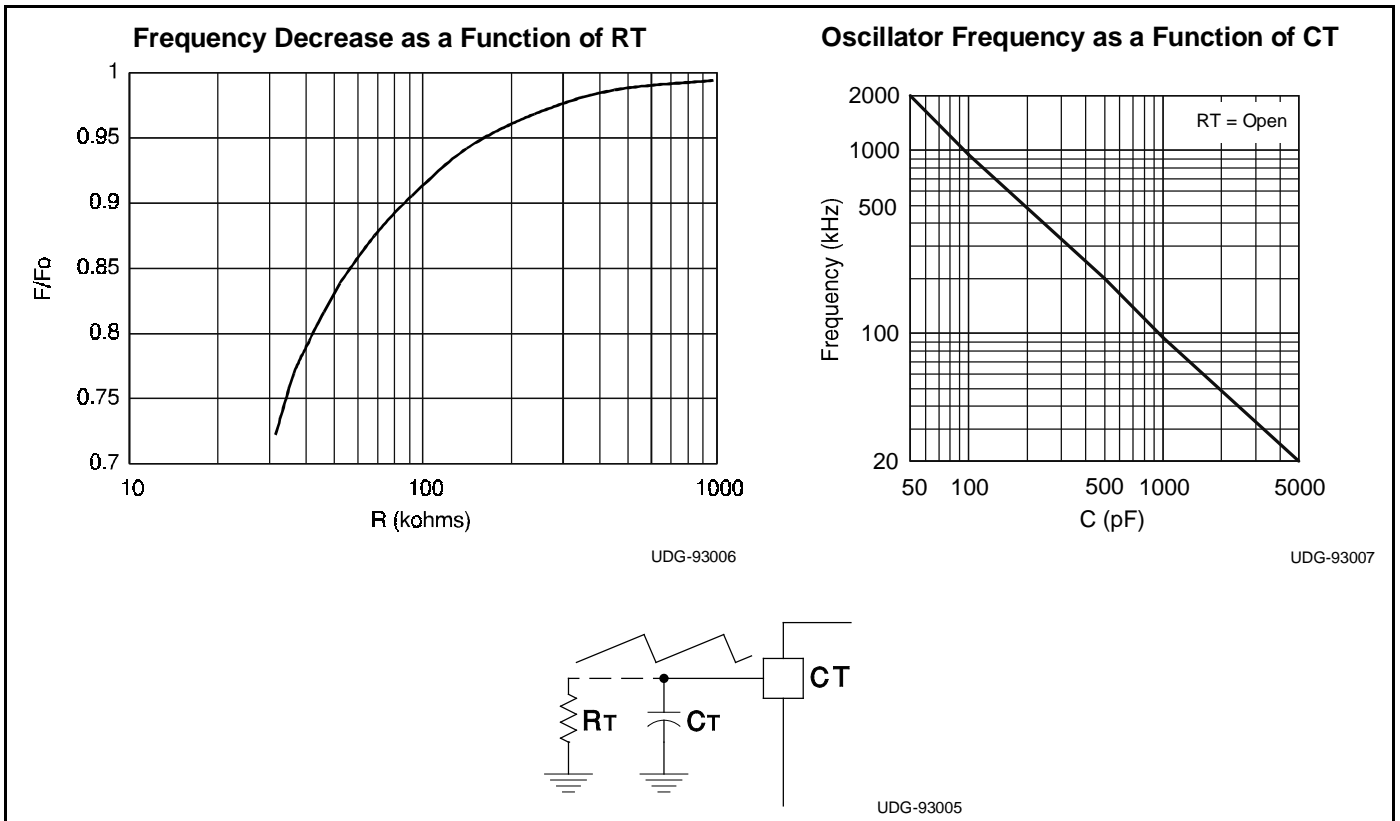 Frequency Decrease as a Function of RT
1
0.95
0.9
0.85
0.8
0.75
0.7
F/Fo
10
100
1000
R (kohms)
UDG-93006
Oscillator Frequency as a Function of CT
RT = Open
2000
1000
500
100
20
Frequency (kHz)
50
100
500
1000
5000
C (pF)
UDG-93007
RT
CT
CT
UDG-93005